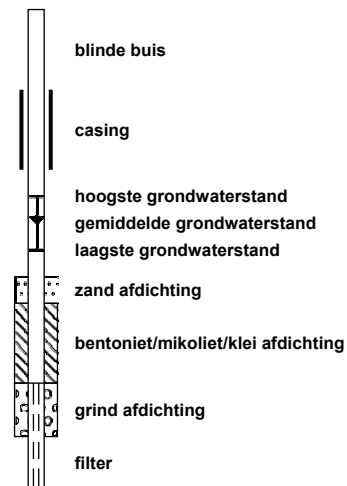 blinde buis
casing
hoogste grondwaterstand
gemiddelde grondwaterstand
laagste grondwaterstand
zand afdichting
bentoniet/mikoliet/klei afdichting
grind afdichting
filter